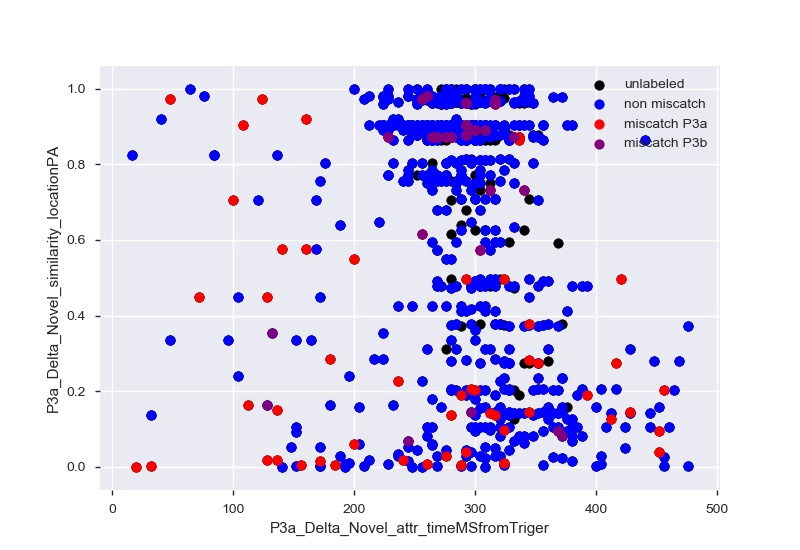 1.0
0.8
0.6
0.4
0.2
0.0
P3a_Delta_Novel_similarity_locationPA
0 100 200 300 400 500
P3a_Delta_Novel_attr_timeMSfromTriger
unlabeled
non miscatch
miscatch P3a
miscatch P3b